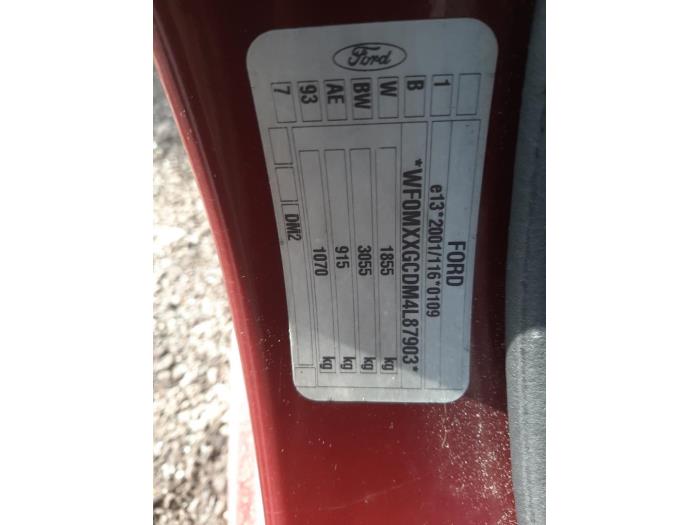 Ford
FORD
e13*2001/116*0109
*WF0MXXGCDM4L87903*
1855 kg
3055 kg
915 kg
1070 kg
1 B W BW AE 93 7
DM2